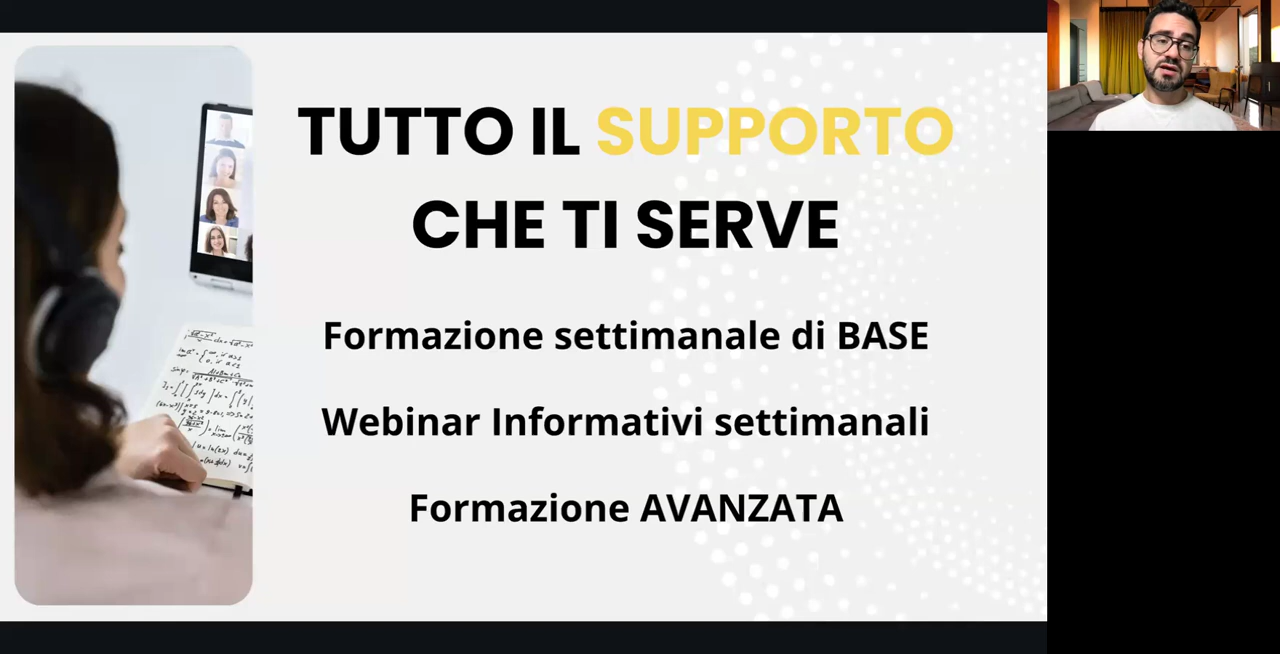 TUTTO IL SUPPORTO
CHE TI SERVE
Formazione settimanale di BASE
Webinar Informativi settimanali
Formazione AVANZATA